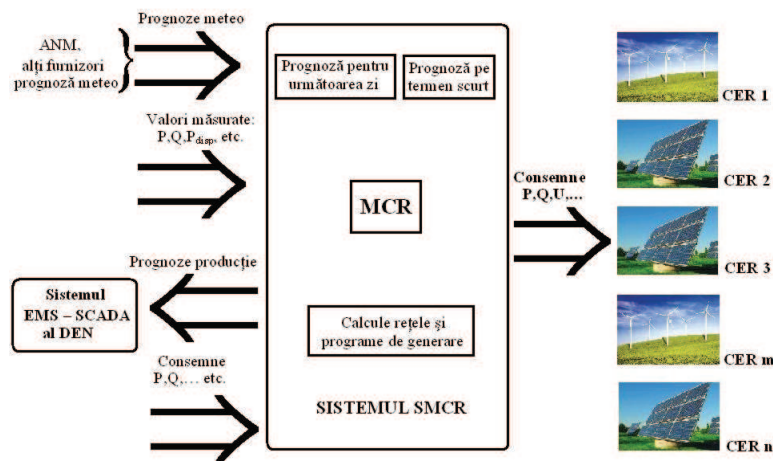 Prognoze meteo
ANM,
alți furnizori
prognoză meteo
Valori măsurate:
P,Q,Pdisp, etc.
Prognoze producție
Sistemul
EMS – SCADA
al DEN
Consemne
P,Q,… etc.
Prognoză pentru
următoarea zi
Prognoză pe
termen scurt
MCR
Calcule rețele și
programe de generare
SISTEMUL SMCR
Consemne
P,Q,U,…
CER 1
CER 2
CER 3
CER m
CER n